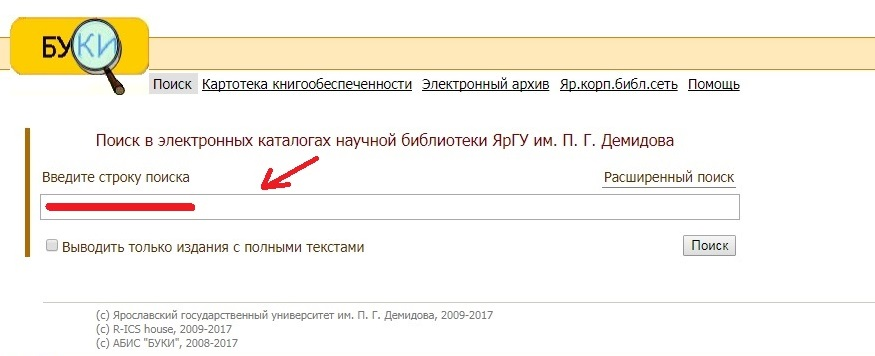 БУКИ
Поиск Картотека книгообеспеченности Электронный архив Яр.корп.библ.сеть Помощь
Поиск в электронных каталогах научной библиотеки ЯрГУ им. П. Г. Демидова
Введите строку поиска Расширенный поиск
Выводить только издания с полными текстами Поиск
(c) Ярославский государственный университет им. П. Г. Демидова, 2009-2017
(c) R-ICS house, 2009-2017
(c) АБИС "БУКИ", 2008-2017